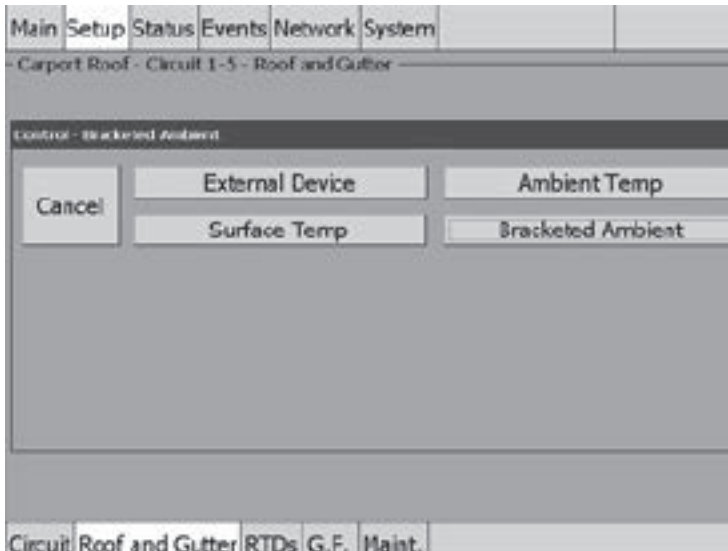 Main Setup Status Events Network System
Carport Roof - Circuit 1-5 - Roof and Gutter
Control - Bracketed Ambient
Cancel
External Device
Ambient Temp
Surface Temp
Bracketed Ambient
Circuit Roof and Gutter RTDs G.F. Maint.